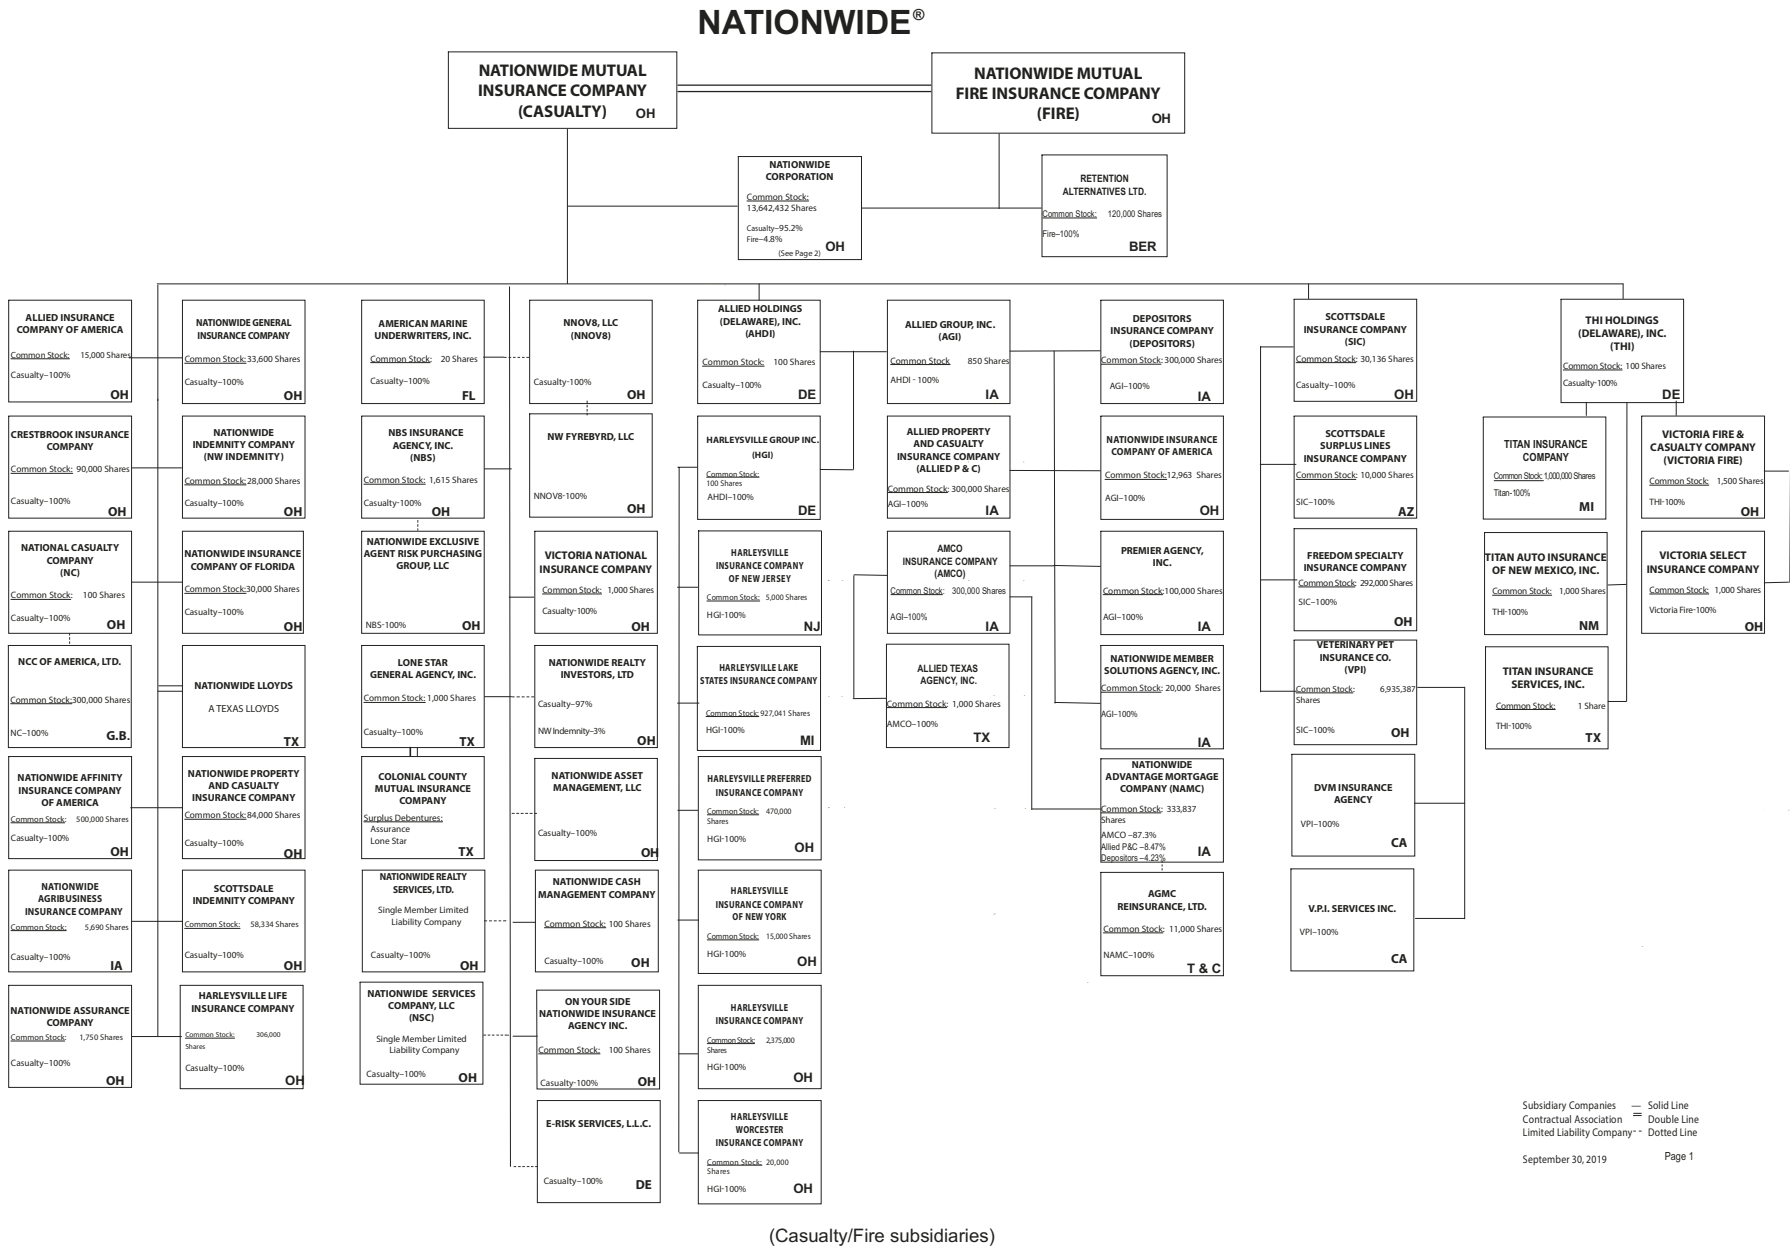 NATIONWIDE®
NATIONWIDE MUTUAL
INSURANCE COMPANY
(CASUALTY)
OH
NATIONWIDE MUTUAL
FIRE INSURANCE COMPANY
(FIRE)
OH
NATIONWIDE
CORPORATION
Common Stock:
13,642,432 Shares
Casualty–95.2%
Fire–4.8%
(See Page 2)
OH
RETENTION
ALTERNATIVES LTD.
Common Stock: 120,000 Shares
Fire–100%
BER
ALLIED INSURANCE
COMPANY OF AMERICA
Common Stock: 15,000 Shares
Casualty–100%
OH
NATIONWIDE GENERAL
INSURANCE COMPANY
Common Stock: 33,600 Shares
Casualty–100%
OH
AMERICAN MARINE
UNDERWRITERS, INC.
Common Stock: 20 Shares
Casualty–100%
FL
NNOV8, LLC
(NNOV8)
Casualty-100%
OH
ALLIED HOLDINGS
(DELAWARE), INC.
(AHDI)
Common Stock: 100 Shares
Casualty–100%
DE
ALLIED GROUP, INC.
(AGI)
Common Stock 850 Shares
AHDI - 100%
IA
DEPOSITORS
INSURANCE COMPANY
(DEPOSITORS)
Common Stock: 300,000 Shares
AGI–100%
IA
SCOTTSDALE
INSURANCE COMPANY
(SIC)
Common Stock: 30,136 Shares
Casualty–100%
OH
THI HOLDINGS
(DELAWARE), INC.
(THI)
Common Stock: 100 Shares
Casualty-100%
DE
CRESTBROOK INSURANCE
COMPANY
Common Stock: 90,000 Shares
Casualty–100%
OH
NATIONWIDE
INDEMNITY COMPANY
(NW INDEMNITY)
Common Stock: 28,000 Shares
Casualty–100%
OH
NBS INSURANCE
AGENCY, INC.
(NBS)
Common Stock: 1,615 Shares
Casualty-100%
OH
NW FYREBYRD, LLC
NNOV8-100%
OH
HARLEYSVILLE GROUP INC.
(HGI)
Common Stock:
100 Shares
AHDI–100%
DE
ALLIED PROPERTY
AND CASUALTY
INSURANCE COMPANY
(ALLIED P & C)
Common Stock: 300,000 Shares
AGI–100%
IA
NATIONWIDE INSURANCE
COMPANY OF AMERICA
Common Stock: 12,963 Shares
AGI–100%
OH
SCOTTSDALE
SURPLUS LINES
INSURANCE COMPANY
Common Stock: 10,000 Shares
SIC–100%
AZ
TITAN INSURANCE
COMPANY
Common Stock: 1,000,000 Shares
Titan-100%
MI
VICTORIA FIRE &
CASUALTY COMPANY
(VICTORIA FIRE)
Common Stock: 1,500 Shares
THI-100%
OH
NATIONAL CASUALTY
COMPANY
(NC)
Common Stock: 100 Shares
Casualty–100%
OH
NATIONWIDE INSURANCE
COMPANY OF FLORIDA
Common Stock: 30,000 Shares
Casualty–100%
OH
NATIONWIDE EXCLUSIVE
AGENT RISK PURCHASING
GROUP, LLC
NBS-100%
OH
VICTORIA NATIONAL
INSURANCE COMPANY
Common Stock: 1,000 Shares
Casualty-100%
OH
HARLEYSVILLE
INSURANCE COMPANY
OF NEW JERSEY
Common Stock: 5,000 Shares
HGI-100%
NJ
AMCO
INSURANCE COMPANY
(AMCO)
Common Stock: 300,000 Shares
AGI–100%
IA
PREMIER AGENCY,
INC.
Common Stock: 100,000 Shares
AGI–100%
IA
FREEDOM SPECIALTY
INSURANCE COMPANY
Common Stock: 292,000 Shares
SIC–100%
OH
TITAN AUTO INSURANCE
OF NEW MEXICO, INC.
Common Stock: 1,000 Shares
THI-100%
NM
VICTORIA SELECT
INSURANCE COMPANY
Common Stock: 1,000 Shares
Victoria Fire-100%
OH
NCC OF AMERICA, LTD.
Common Stock: 300,000 Shares
NC–100%
G.B.
NATIONWIDE LLOYDS
A TEXAS LLOYDS
TX
LONE STAR
GENERAL AGENCY, INC.
Common Stock: 1,000 Shares
Casualty–100%
TX
NATIONWIDE REALTY
INVESTORS, LTD
Casualty–97%
NW Indemnity–3%
OH
HARLEYSVILLE LAKE
STATES INSURANCE COMPANY
Common Stock: 927,041 Shares
HGI-100%
MI
ALLIED TEXAS
AGENCY, INC.
Common Stock: 1,000 Shares
AMCO–100%
TX
NATIONWIDE MEMBER
SOLUTIONS AGENCY, INC.
Common Stock: 20,000 Shares
AGI–100%
IA
VETERINARY PET
INSURANCE CO.
(VPI)
Common Stock: 6,935,387
Shares
SIC–100%
OH
TITAN INSURANCE
SERVICES, INC.
Common Stock: 1 Share
THI-100%
TX
NATIONWIDE AFFINITY
INSURANCE COMPANY
OF AMERICA
Common Stock: 500,000 Shares
Casualty–100%
OH
NATIONWIDE PROPERTY
AND CASUALTY
INSURANCE COMPANY
Common Stock: 84,000 Shares
Casualty–100%
OH
COLONIAL COUNTY
MUTUAL INSURANCE
COMPANY
Surplus Debentures:
Assurance
Lone Star
TX
NATIONWIDE ASSET
MANAGEMENT, LLC
Casualty–100%
OH
HARLEYSVILLE PREFERRED
INSURANCE COMPANY
Common Stock: 470,000
Shares
HGI-100%
OH
NATIONWIDE
ADVANTAGE MORTGAGE
COMPANY (NAMC)
Common Stock: 333,837
Shares
AMCO –87.3%
Allied P&C –8.47%
Depositors –4.23%
IA
DVM INSURANCE
AGENCY
VPI–100%
CA
NATIONWIDE
AGRIBUSINESS
INSURANCE COMPANY
Common Stock: 5,690 Shares
Casualty–100%
IA
SCOTTSDALE
INDEMNITY COMPANY
Common Stock: 58,334 Shares
Casualty–100%
OH
NATIONWIDE REALTY
SERVICES, LTD.
Single Member Limited
Liability Company
Casualty–100%
OH
NATIONWIDE CASH
MANAGEMENT COMPANY
Common Stock: 100 Shares
Casualty–100%
OH
HARLEYSVILLE
INSURANCE COMPANY
OF NEW YORK
Common Stock: 15,000 Shares
HGI-100%
OH
AGMC
REINSURANCE, LTD.
Common Stock: 11,000 Shares
NAMC–100%
T & C
V.P.I. SERVICES INC.
VPI–100%
CA
NATIONWIDE ASSURANCE
COMPANY
Common Stock: 1,750 Shares
Casualty–100%
OH
HARLEYSVILLE LIFE
INSURANCE COMPANY
Common Stock: 306,000
Shares
Casualty–100%
OH
NATIONWIDE SERVICES
COMPANY, LLC
(NSC)
Single Member Limited
Liability Company
Casualty–100%
OH
ON YOUR SIDE
NATIONWIDE INSURANCE
AGENCY INC.
Common Stock: 100 Shares
Casualty-100%
OH
HARLEYSVILLE
INSURANCE COMPANY
Common Stock: 2,375,000
Shares
HGI-100%
OH
E-RISK SERVICES, L.L.C.
Casualty–100%
DE
HARLEYSVILLE
WORCESTER
INSURANCE COMPANY
Common Stock: 20,000
Shares
HGI-100%
OH
Subsidiary Companies — Solid Line
Contractual Association = Double Line
Limited Liability Company -- Dotted Line
September 30, 2019 Page 1
(Casualty/Fire subsidiaries)